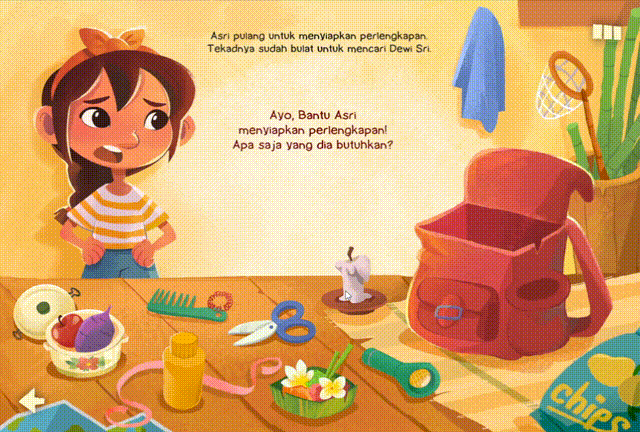 Asri pulang untuk menyiapkan perlengkapan.
Tekadnya sudah bulat untuk mencari Dewi Sri.
Ayo, Bantu Asri
menyiapkan perlengkapan!
Apa saja yang dia butuhkan?
chips